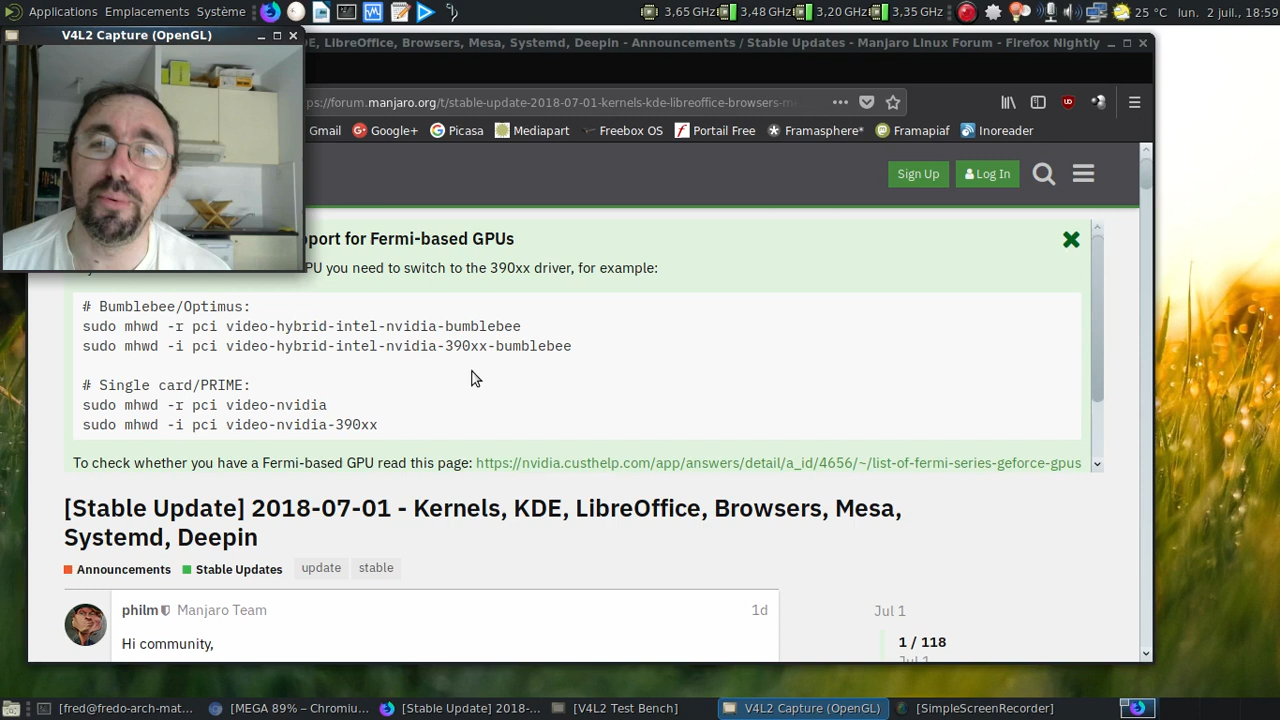 Applications Emplacements Système
3,65 GHz 3,48 GHz 3,20 GHz 3,35 GHz 25 °C lun. 2 juil., 18:59
V4L2 Capture (OpenGL)
DE, LibreOffice, Browsers, Mesa, Systemd, Deepin - Announcements / Stable Updates - Manjaro Linux Forum - Firefox Nightly
ps://forum.manjaro.org/t/stable-update-2018-07-01-kernels-kde-libreoffice-browsers-m
Gmail Google+ Picasa Mediapart Freebox OS Portail Free Framasphere* Framapiaf Inoreader
Sign Up Log In
pport for Fermi-based GPUs
PU you need to switch to the 390xx driver, for example:
# Bumblebee/Optimus:
sudo mhwd -r pci video-hybrid-intel-nvidia-bumblebee
sudo mhwd -i pci video-hybrid-intel-nvidia-390xx-bumblebee
# Single card/PRIME:
sudo mhwd -r pci video-nvidia
sudo mhwd -i pci video-nvidia-390xx
To check whether you have a Fermi-based GPU read this page: https://nvidia.custhelp.com/app/answers/detail/a_id/4656/~/list-of-fermi-series-geforce-gpus
[Stable Update] 2018-07-01 - Kernels, KDE, LibreOffice, Browsers, Mesa,
Systemd, Deepin
Announcements Stable Updates update stable
philm Manjaro Team 1d
Jul 1
Hi community,
1 / 118
Jul 1
[fred@fredo-arch-mat... [MEGA 89% – Chromiu... [Stable Update] 2018-... [V4L2 Test Bench] V4L2 Capture (OpenGL) [SimpleScreenRecorder]